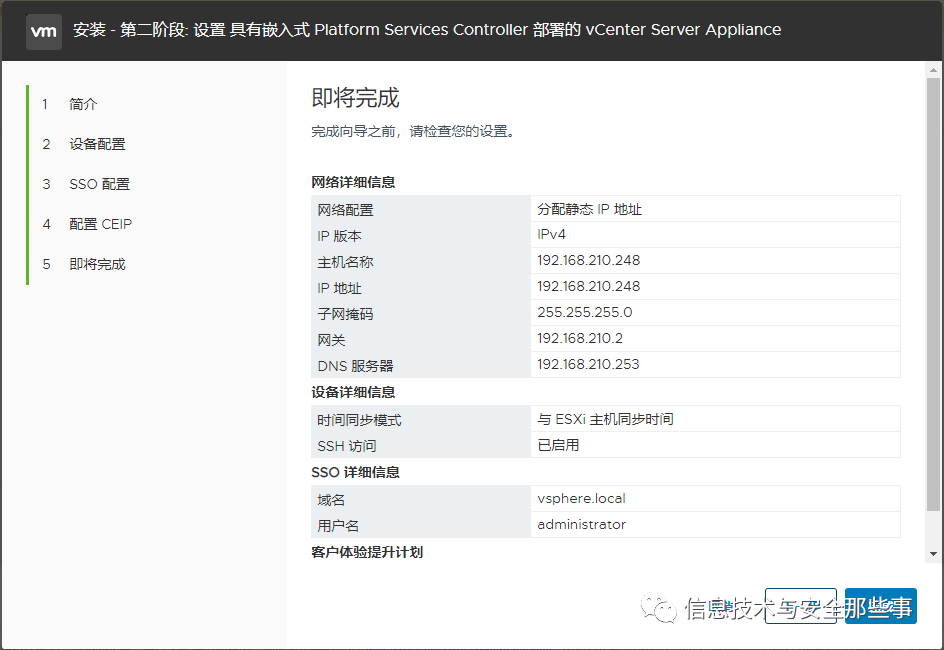 vm 安装 - 第二阶段: 设置 具有嵌入式 Platform Services Controller 部署的 vCenter Server Appliance
1 简介
2 设备配置
3 SSO 配置
4 配置 CEIP
5 即将完成
即将完成
完成向导之前，请检查您的设置。
网络详细信息
网络配置 分配静态 IP 地址
IP 版本 IPv4
主机名称 192.168.210.248
IP 地址 192.168.210.248
子网掩码 255.255.255.0
网关 192.168.210.2
DNS 服务器 192.168.210.253
设备详细信息
时间同步模式 与 ESXi 主机同步时间
SSH 访问 已启用
SSO 详细信息
域名 vsphere.local
用户名 administrator
客户体验提升计划
信息技术与安全那些事